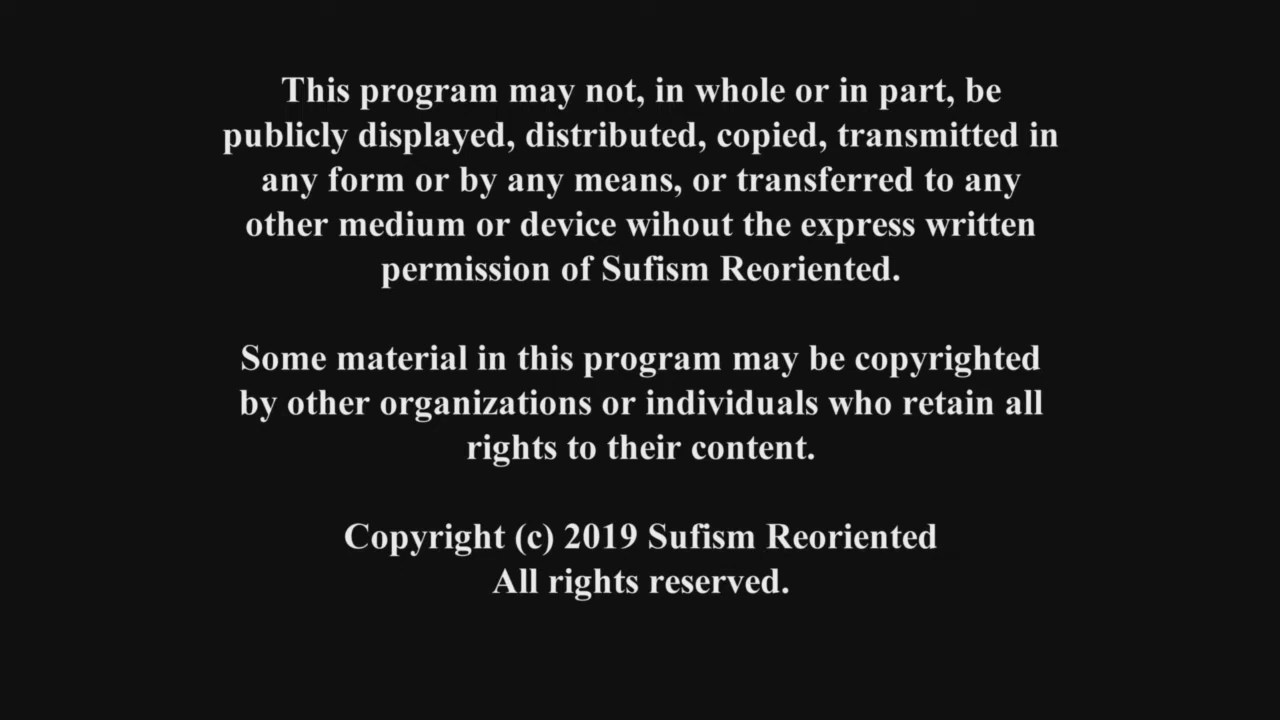 This program may not, in whole or in part, be
publicly displayed, distributed, copied, transmitted in
any form or by any means, or transferred to any
other medium or device wihout the express written
permission of Sufism Reoriented.
Some material in this program may be copyrighted
by other organizations or individuals who retain all
rights to their content.
Copyright (c) 2019 Sufism Reoriented
All rights reserved.